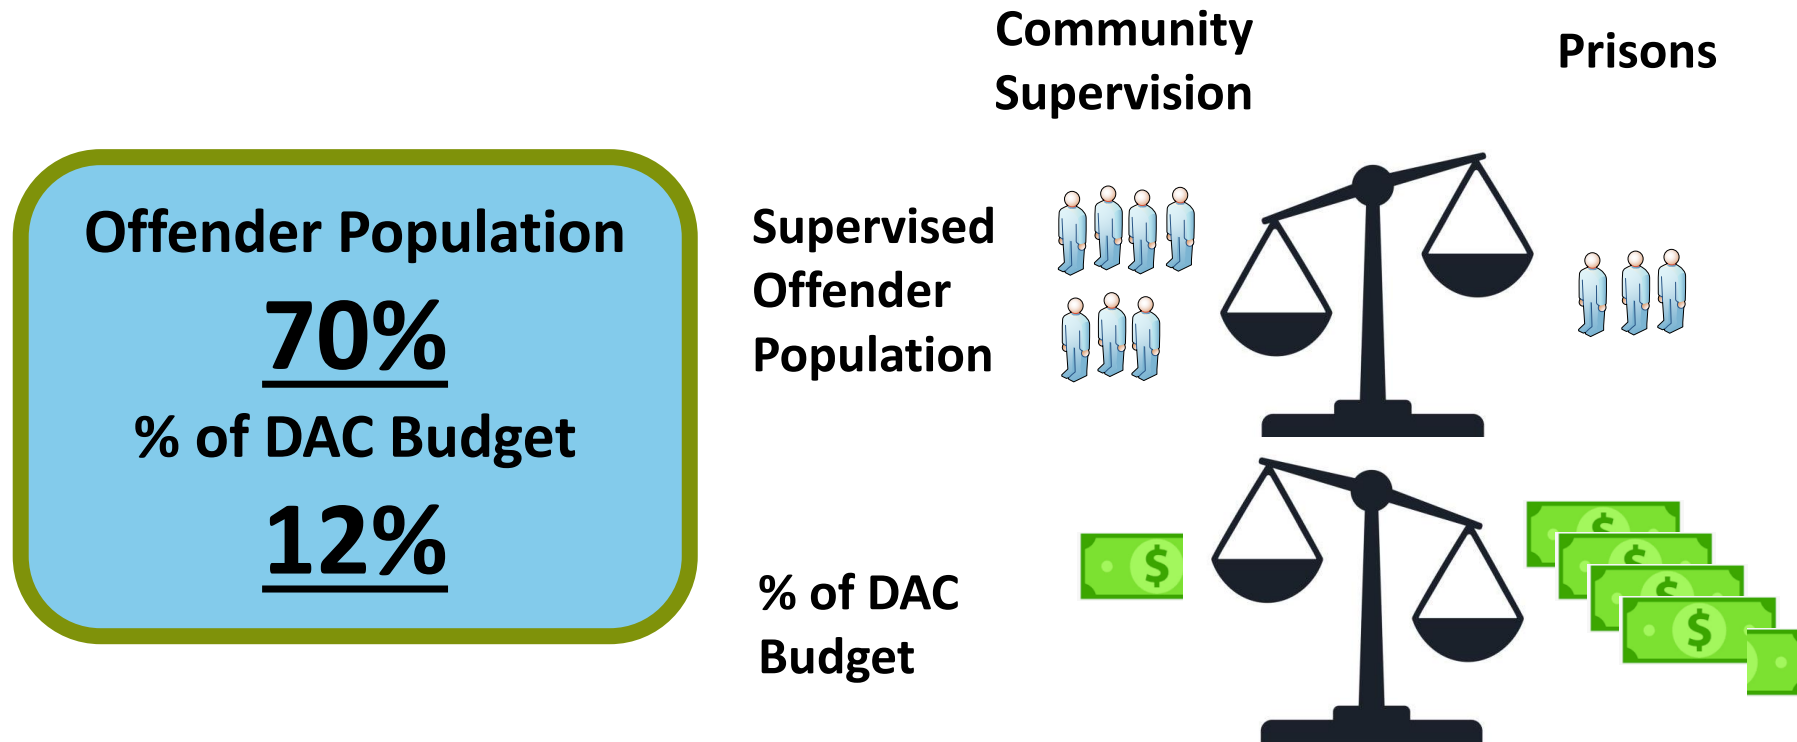 Community
Supervision
Prisons
Offender Population
70%
% of DAC Budget
12%
Supervised
Offender
Population
% of DAC
Budget
$
$
$
$
$